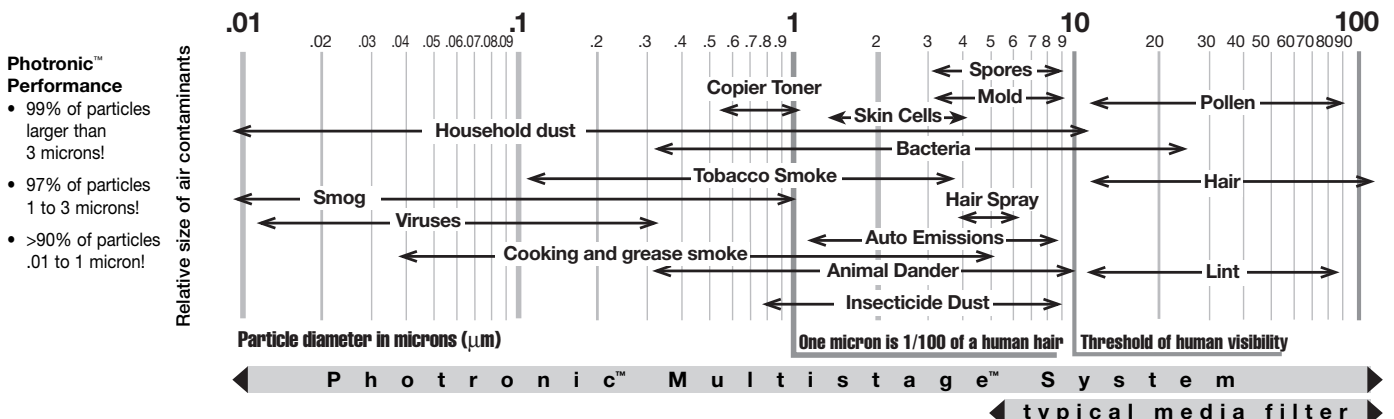 .01 .1 1 10 100
.02 .03 .04 .05 .06 .07 .08 .09 .2 .3 .4 .5 .6 .7 .8 .9 2 3 4 5 6 7 8 9 20 30 40 50 60 70 80 90
Photronic™
Performance
• 99% of particles
larger than
3 microns!
• 97% of particles
1 to 3 microns!
• >90% of particles
.01 to 1 micron!
Relative size of air contaminants
Spores
Copier Toner
Mold
Pollen
Skin Cells
Household dust
Bacteria
Tobacco Smoke
Hair
Smog
Hair Spray
Viruses
Auto Emissions
Cooking and grease smoke
Animal Dander
Lint
Insecticide Dust
Particle diameter in microns (µm)
One micron is 1/100 of a human hair
Threshold of human visibility
Photronic™ Multistage™ System
typical media filter